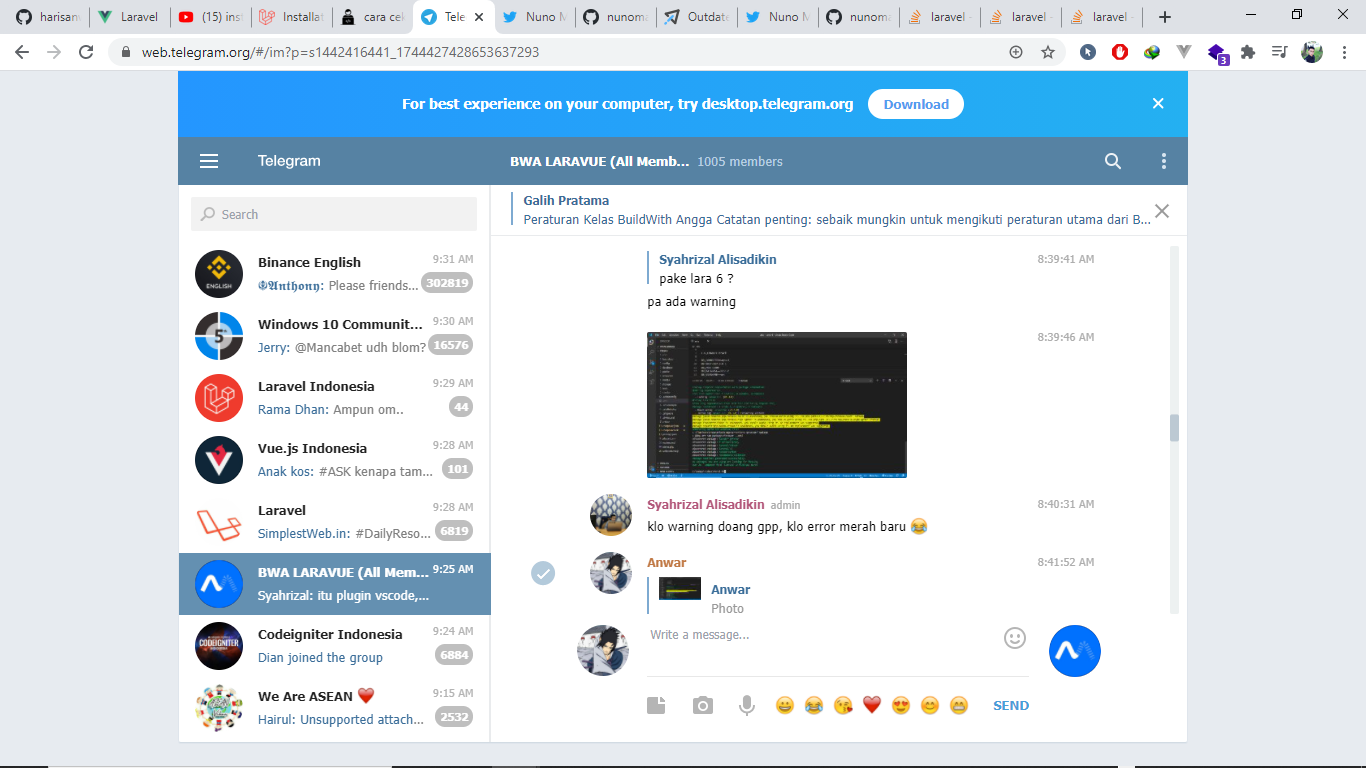 harisan
Laravel
(15) inst
Installat
cara cek
Tele
Nuno M
nunoma
Outdate
Nuno M
nunoma
laravel -
laravel -
laravel -
web.telegram.org/#/im?p=s1442416441_1744427428653637293
3
For best experience on your computer, try desktop.telegram.org
Download
Telegram
BWA LARAVUE (All Memb...
1005 members
Search
Galih Pratama
Peraturan Kelas BuildWith Angga Catatan penting: sebaik mungkin untuk mengikuti peraturan utama dari B...
Binance English
9:31 AM
ENGLISH
𝕬𝖓𝖙𝖍𝖔𝖓𝖞: Please friends...
302819
Windows 10 Communit...
9:30 AM
Jerry: @Mancabet udh blom?
16576
Laravel Indonesia
9:29 AM
Rama Dhan: Ampun om..
44
Vue.js Indonesia
9:28 AM
Anak kos: #ASK kenapa tam...
101
Laravel
9:28 AM
SimplestWeb.in: #DailyReso...
6819
BWA LARAVUE (All Mem...
9:25 AM
Syahrizal: itu plugin vscode,...
Codeigniter Indonesia
9:24 AM
CODEIGNITER
Dian joined the group
6884
We Are ASEAN ❤️
9:15 AM
Hairul: Unsupported attach...
2532
Syahrizal Alisadikin
8:39:41 AM
pake lara 6 ?
pa ada warning
8:39:46 AM
Syahrizal Alisadikin admin
8:40:31 AM
klo warning doang gpp, klo error merah baru 😂
Anwar
8:41:52 AM
Anwar
Photo
Write a message...
SEND